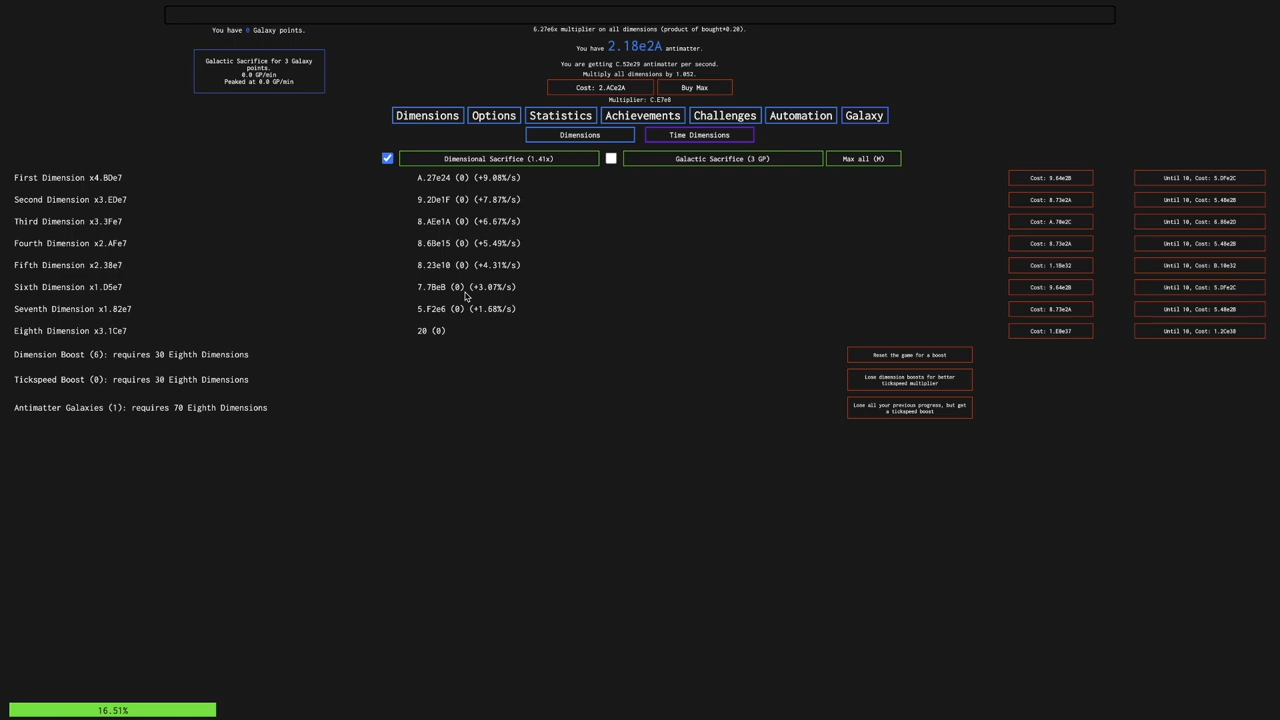 6.27e6x multiplier on all dimensions (product of bought*0.20).
You have 0 Galaxy points.
You have 2.18e2A antimatter.
Galactic Sacrifice for 3 Galaxy
points.
0.0 GP/min
Peaked at 0.0 GP/min
You are getting C.52e29 antimatter per second.
Multiply all dimensions by 1.052.
Cost: 2.ACe2A Buy Max
Multiplier: C.E7e8
Dimensions Options Statistics Achievements Challenges Automation Galaxy
Dimensions Time Dimensions
Dimensional Sacrifice (1.41x) Galactic Sacrifice (3 GP) Max all (M)
First Dimension x4.BDe7 A.27e24 (0) (+9.08%/s) Cost: 9.64e2B Until 10, Cost: 5.DFe2C
Second Dimension x3.EDe7 9.2De1F (0) (+7.87%/s) Cost: 8.73e2A Until 10, Cost: 5.48e2B
Third Dimension x3.3Fe7 8.AEe1A (0) (+6.67%/s) Cost: A.70e2C Until 10, Cost: 6.86e2D
Fourth Dimension x2.AFe7 8.6Be15 (0) (+5.49%/s) Cost: 8.73e2A Until 10, Cost: 5.48e2B
Fifth Dimension x2.38e7 8.23e10 (0) (+4.31%/s) Cost: 1.1Be32 Until 10, Cost: B.10e32
Sixth Dimension x1.D5e7 7.7BeB (0) (+3.07%/s) Cost: 9.64e2B Until 10, Cost: 5.DFe2C
Seventh Dimension x1.82e7 5.F2e6 (0) (+1.68%/s) Cost: 8.73e2A Until 10, Cost: 5.48e2B
Eighth Dimension x3.1Ce7 20 (0) Cost: 1.E0e37 Until 10, Cost: 1.2Ce38
Dimension Boost (6): requires 30 Eighth Dimensions Reset the game for a boost
Tickspeed Boost (0): requires 30 Eighth Dimensions Lose dimension boosts for better
tickspeed multiplier
Antimatter Galaxies (1): requires 70 Eighth Dimensions Lose all your previous progress, but get
a tickspeed boost
16.51%